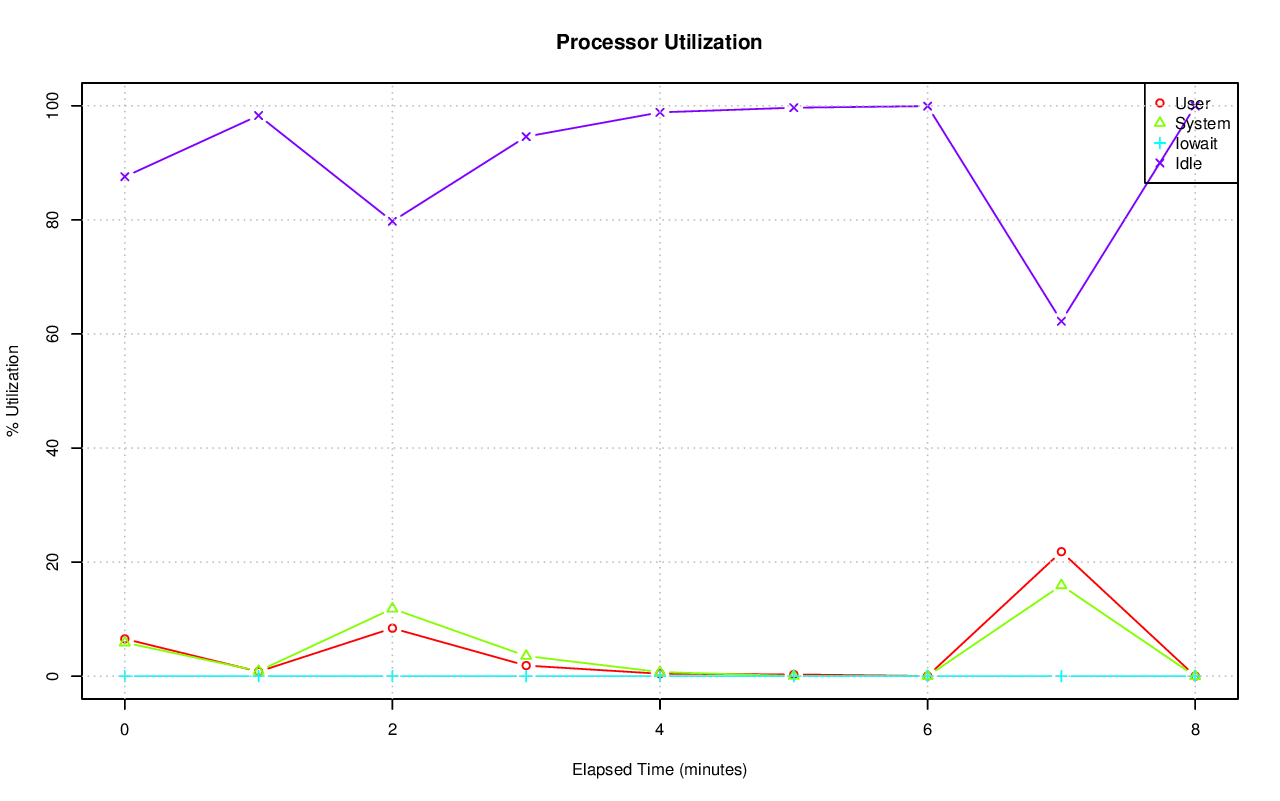 Processor Utilization
% Utilization
100
80
60
40
20
0
User
System
Iowait
Idle
0 2 4 6 8
Elapsed Time (minutes)